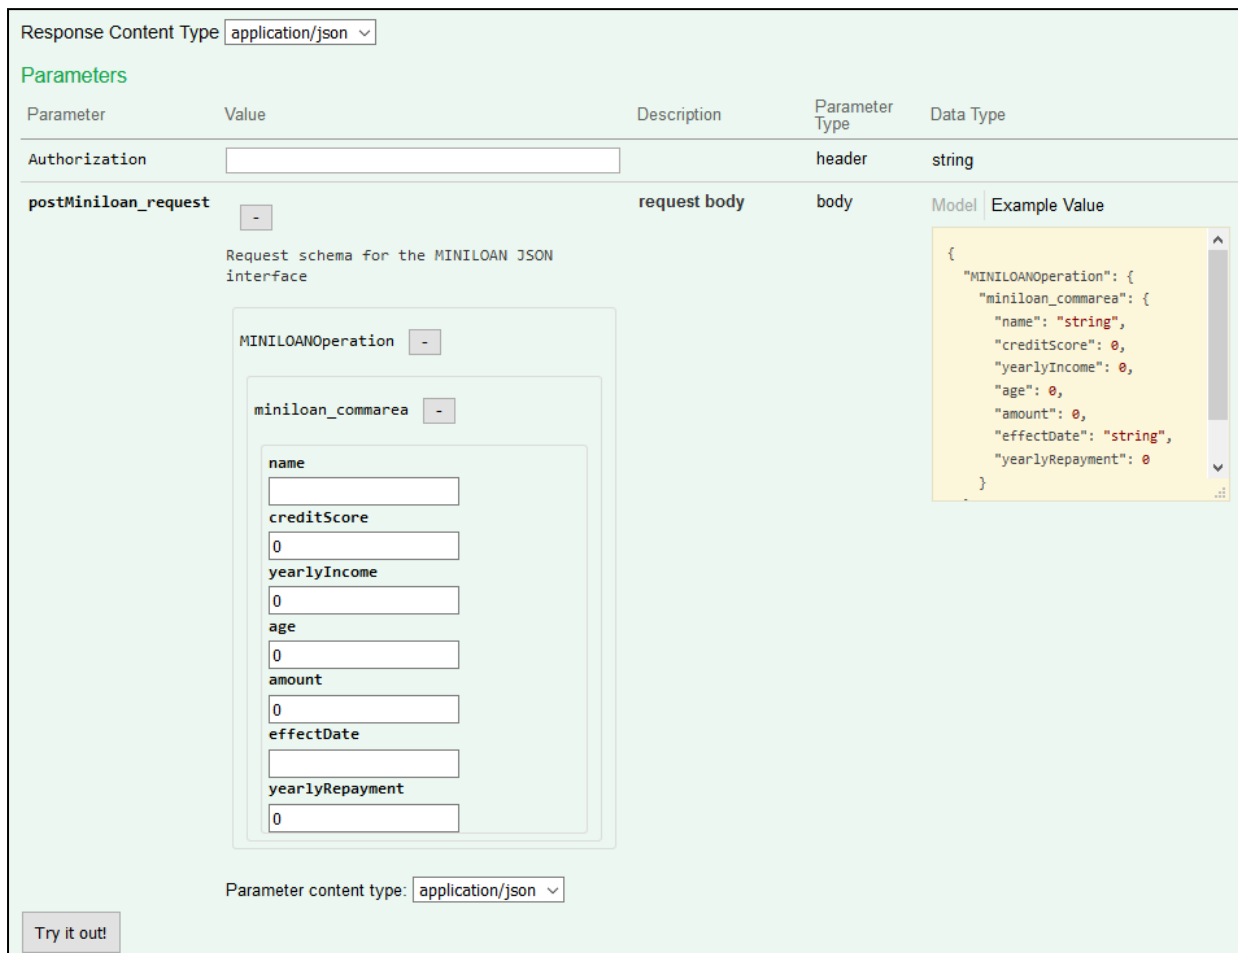 Response Content Type application/json
Parameters
Parameter Value Description Parameter Type Data Type
Authorization header string
postMiniloan_request - request body body Model Example Value
Request schema for the MINILOAN JSON
interface
MINILOANOperation -
miniloan_commarea -
name
creditScore
0
yearlyIncome
0
age
0
amount
0
effectDate
yearlyRepayment
0
{
"MINILOANOperation": {
"miniloan_commarea": {
"name": "string",
"creditScore": 0,
"yearlyIncome": 0,
"age": 0,
"amount": 0,
"effectDate": "string",
"yearlyRepayment": 0
}
Parameter content type: application/json
Try it out!